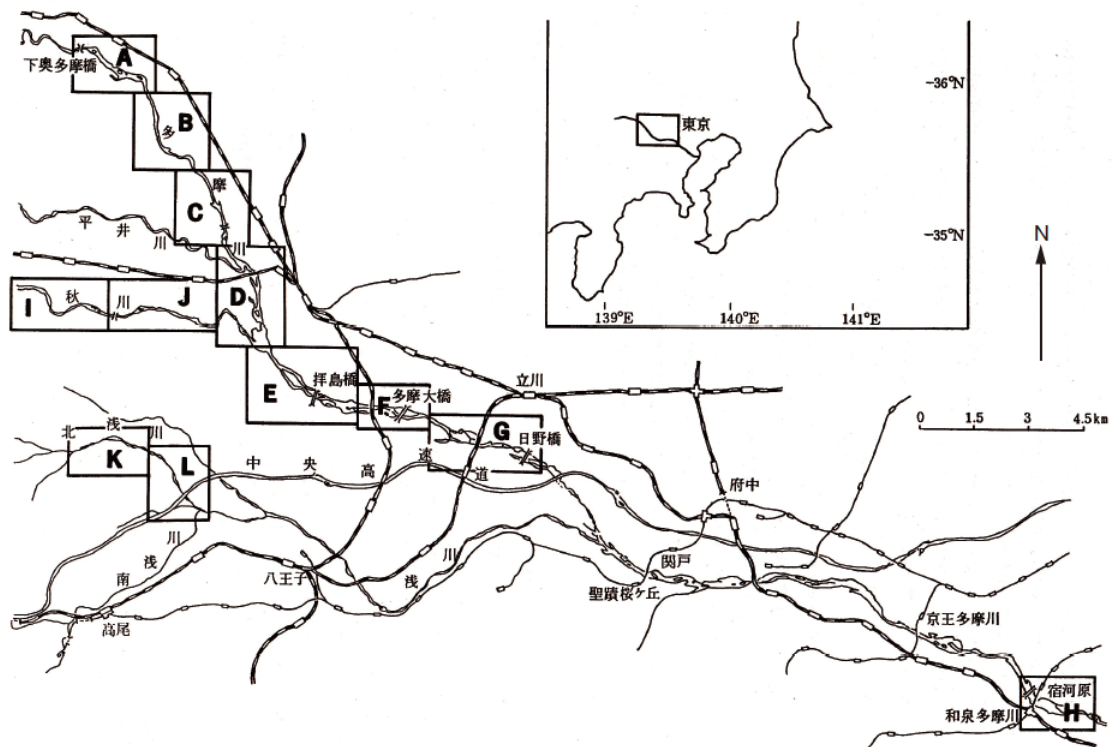 A
下奥多摩橋
B
多
摩
川
C
平井川
D
I
秋川
J
E
拝島橋
F
多摩大橋
立川
G
日野橋
北浅川
K
L
中央高速道
府中
南浅川
八王子
浅川
高尾
関戸
聖蹟桜ケ丘
京王多摩川
宿河原
H
和泉多摩川
東京
-36°N
-35°N
139°E
140°E
141°E
N
0 1.5 3 4.5km